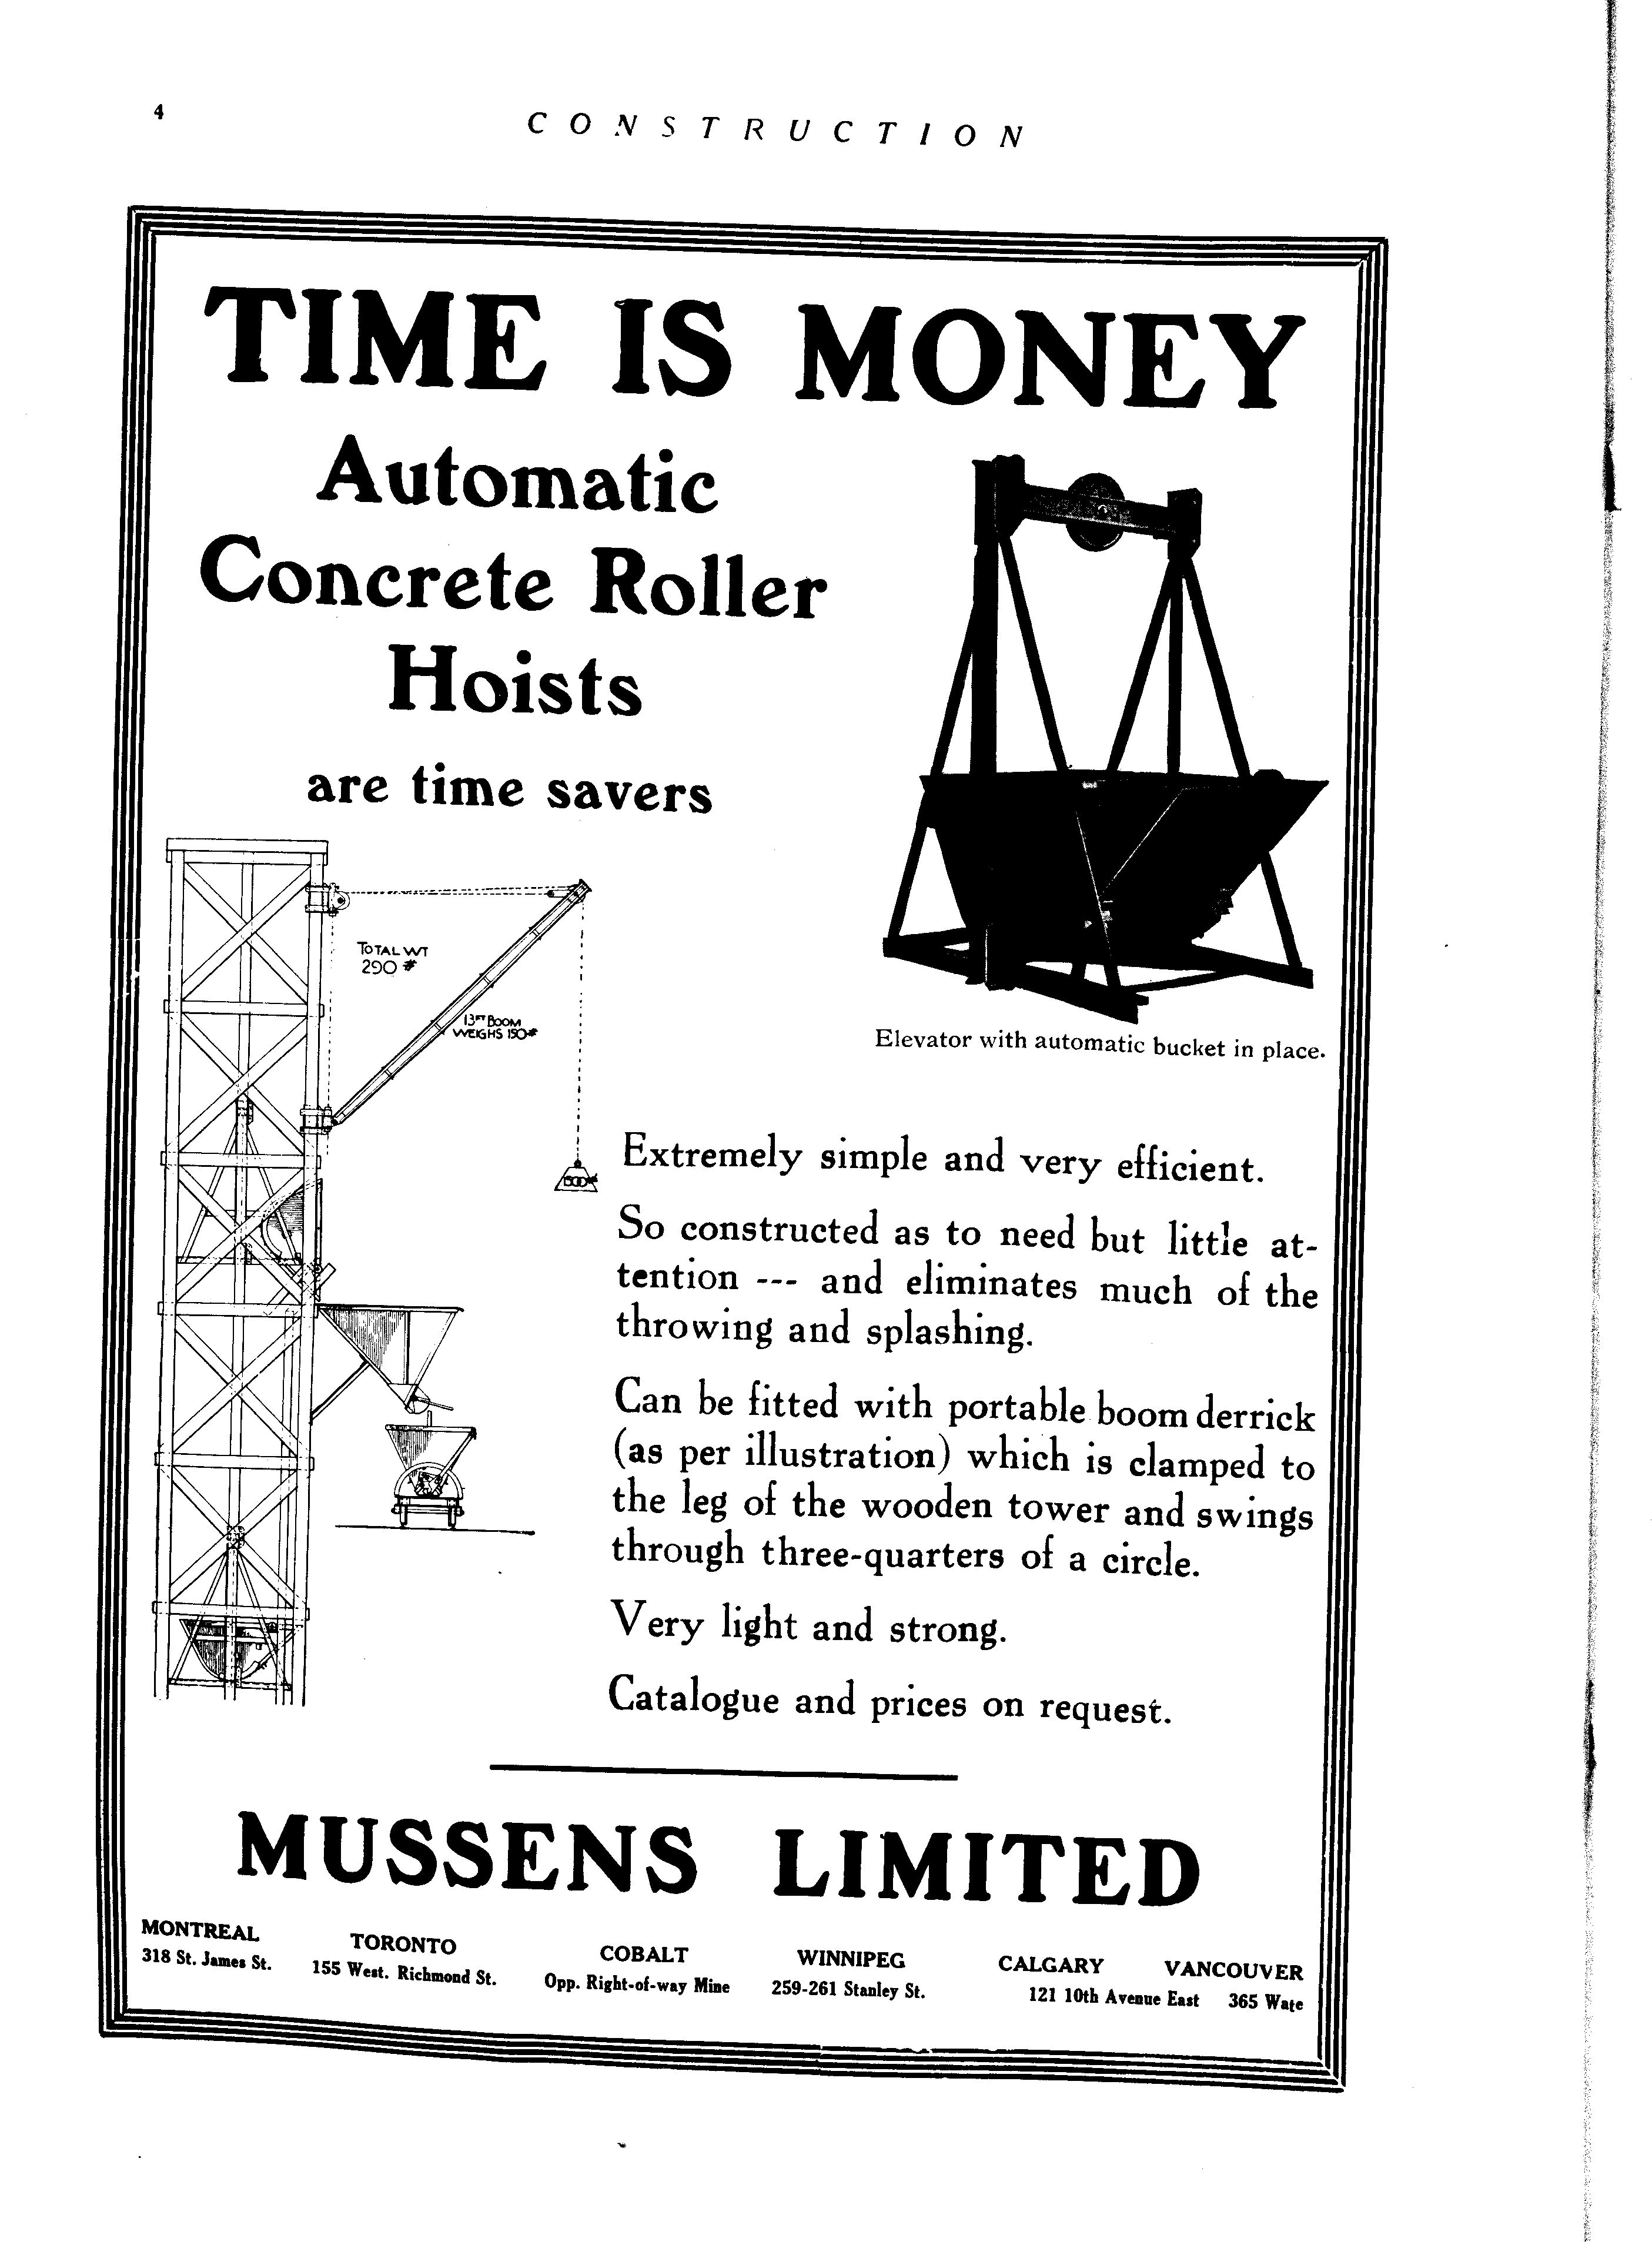 4
CONSTRUCTION
TIME IS MONEY
Automatic
Concrete Roller
Hoists
are time savers
TOTAL WT
290 #
13FT BOOM
WEIGHS 150#
Elevator with automatic bucket in place.
Extremely simple and very efficient.
So constructed as to need but little at-
tention --- and eliminates much of the
throwing and splashing.
Can be fitted with portable boom derrick
(as per illustration) which is clamped to
the leg of the wooden tower and swings
through three-quarters of a circle.
Very light and strong.
Catalogue and prices on request.
MUSSENS LIMITED
MONTREAL
318 St. James St.
TORONTO
155 West. Richmond St.
COBALT
Opp. Right-of-way Mine
WINNIPEG
259-261 Stanley St.
CALGARY
121 10th Avenue East
VANCOUVER
365 Wate